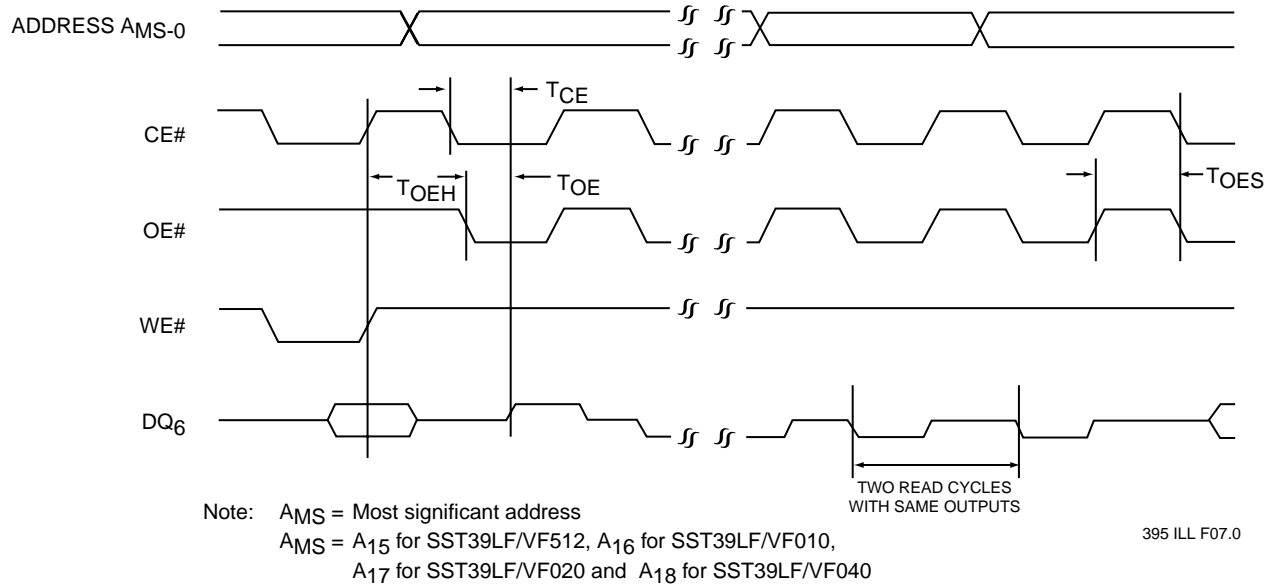 ADDRESS AMS-0
TCE
CE#
TOEH
TOE
TOES
OE#
WE#
DQ6
TWO READ CYCLES
WITH SAME OUTPUTS
Note: AMS = Most significant address
AMS = A15 for SST39LF/VF512, A16 for SST39LF/VF010,
A17 for SST39LF/VF020 and A18 for SST39LF/VF040
395 ILL F07.0